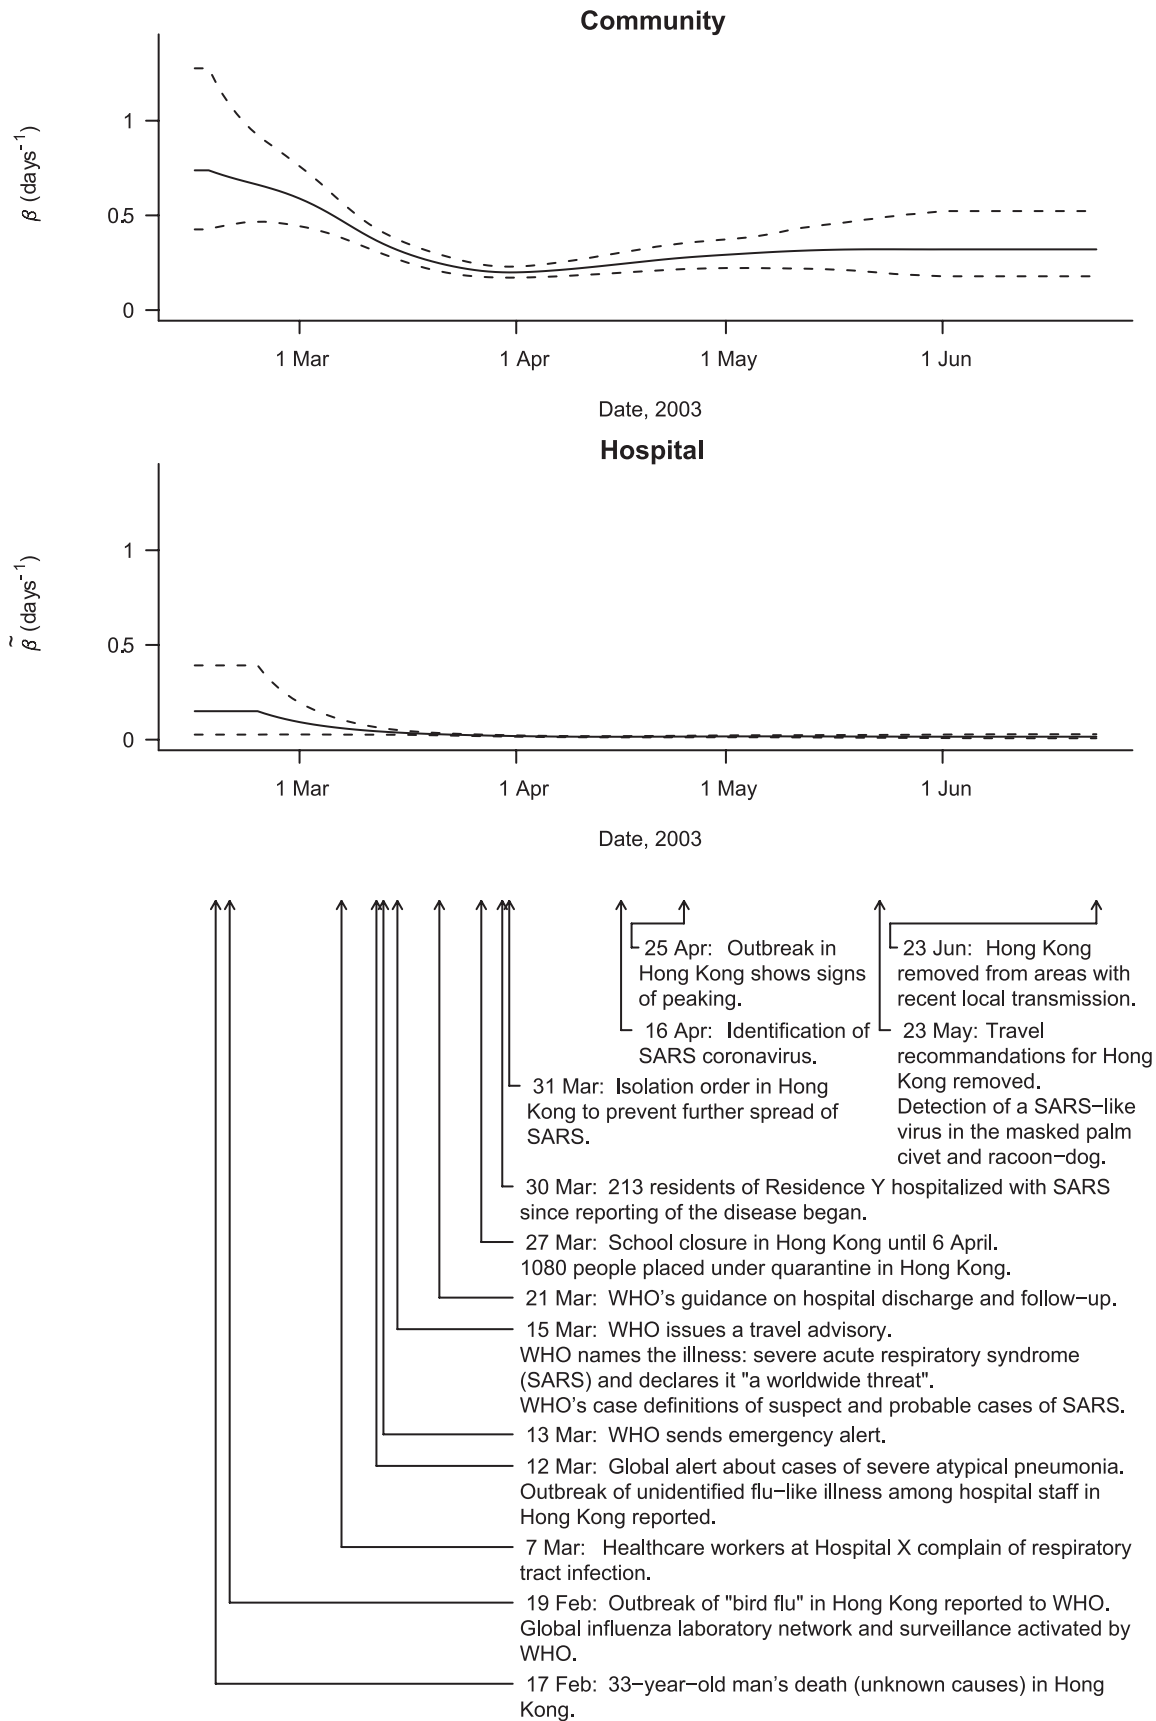 Community
β (days⁻¹)
1
0.5
0
1 Mar 1 Apr 1 May 1 Jun
Date, 2003
Hospital
β̃ (days⁻¹)
1
0.5
0
1 Mar 1 Apr 1 May 1 Jun
Date, 2003
25 Apr: Outbreak in
Hong Kong shows signs
of peaking.
23 Jun: Hong Kong
removed from areas with
recent local transmission.
16 Apr: Identification of
SARS coronavirus.
23 May: Travel
recommandations for Hong
Kong removed.
Detection of a SARS−like
virus in the masked palm
civet and racoon−dog.
31 Mar: Isolation order in Hong
Kong to prevent further spread of
SARS.
30 Mar: 213 residents of Residence Y hospitalized with SARS
since reporting of the disease began.
27 Mar: School closure in Hong Kong until 6 April.
1080 people placed under quarantine in Hong Kong.
21 Mar: WHO's guidance on hospital discharge and follow−up.
15 Mar: WHO issues a travel advisory.
WHO names the illness: severe acute respiratory syndrome
(SARS) and declares it "a worldwide threat".
WHO's case definitions of suspect and probable cases of SARS.
13 Mar: WHO sends emergency alert.
12 Mar: Global alert about cases of severe atypical pneumonia.
Outbreak of unidentified flu−like illness among hospital staff in
Hong Kong reported.
7 Mar: Healthcare workers at Hospital X complain of respiratory
tract infection.
19 Feb: Outbreak of "bird flu" in Hong Kong reported to WHO.
Global influenza laboratory network and surveillance activated by
WHO.
17 Feb: 33−year−old man's death (unknown causes) in Hong
Kong.